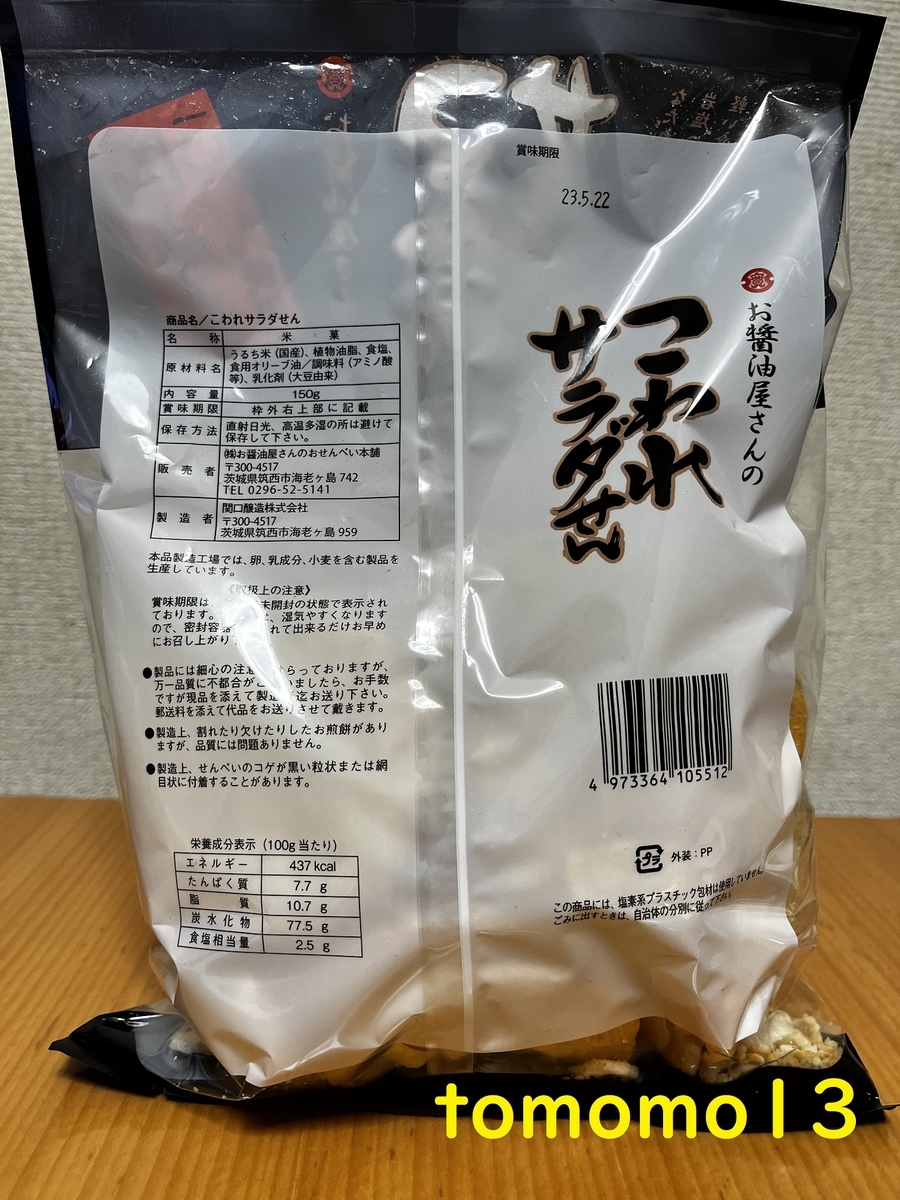 賞味期限
23.5.22
お醤油屋さんの
こわれ
サラダせん
商品名/こわれサラダせん
名称 米菓
原材料名 うるち米(国産)、植物油脂、食塩、
食用オリーブ油/調味料(アミノ酸
等)、乳化剤(大豆由来)
内容量 150g
賞味期限 枠外右上部に記載
保存方法 直射日光、高温多湿の所は避けて
保存して下さい。
販売者 ㈱お醤油屋さんのおせんべい本舗
〒300-4517
茨城県筑西市海老ヶ島 742
TEL 0296-52-5141
製造者 関口醸造株式会社
〒300-4517
茨城県筑西市海老ヶ島 959
本品製造工場では、卵、乳成分、小麦を含む製品を
生産しています。
扱上の注意》
賞味期限は、 未開封の状態で表示され
ております。 は、湿気やすくなります
ので、密封容 れて出来るだけお早め
にお召し上がり
●製品には細心の注意 らっておりますが、
万一品質に不都合がございましたら、お手数
ですが現品を添えて製造 迄お送り下さい。
郵送料を添えて代品をお送りさせて戴きます。
●製造上、割れたり欠けたりしたお煎餅があり
ますが、品質には問題ありません。
●製造上、せんべいのコゲが黒い粒状または網
目状に付着することがあります。
栄養成分表示(100g当たり)
エネルギー 437kcal
たんぱく質 7.7 g
脂質 10.7 g
炭水化物 77.5 g
食塩相当量 2.5 g
4 973364 105512
プラ 外装:PP
この商品には、塩素系プラスチック包材は使用していません。
ごみに出すときは、自治体の分別に従って下さい。
tomomo13